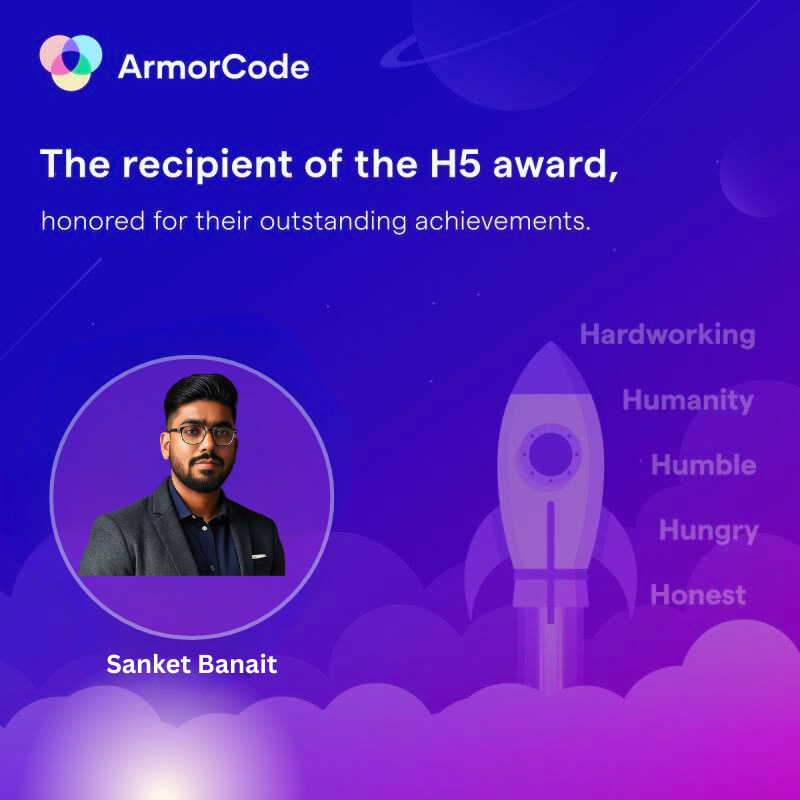 ArmorCode
The recipient of the H5 award,
honored for their outstanding achievements.
Hardworking
Humanity
Humble
Hungry
Honest
Sanket Banait